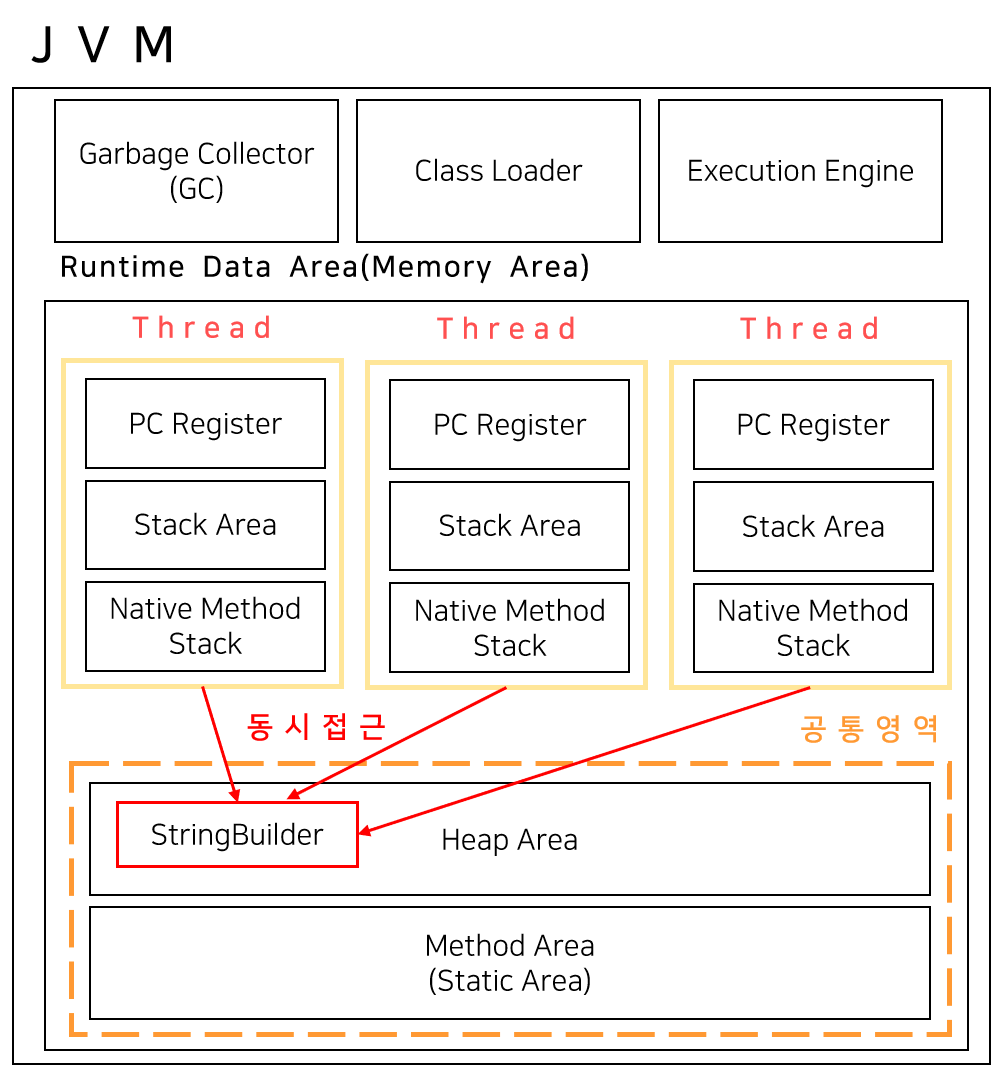 JVM
Garbage Collector
(GC)
Class Loader
Execution Engine
Runtime Data Area(Memory Area)
Thread
Thread
Thread
PC Register
PC Register
PC Register
Stack Area
Stack Area
Stack Area
Native Method
Stack
Native Method
Stack
Native Method
Stack
동시접근
공통영역
StringBuilder
Heap Area
Method Area
(Static Area)